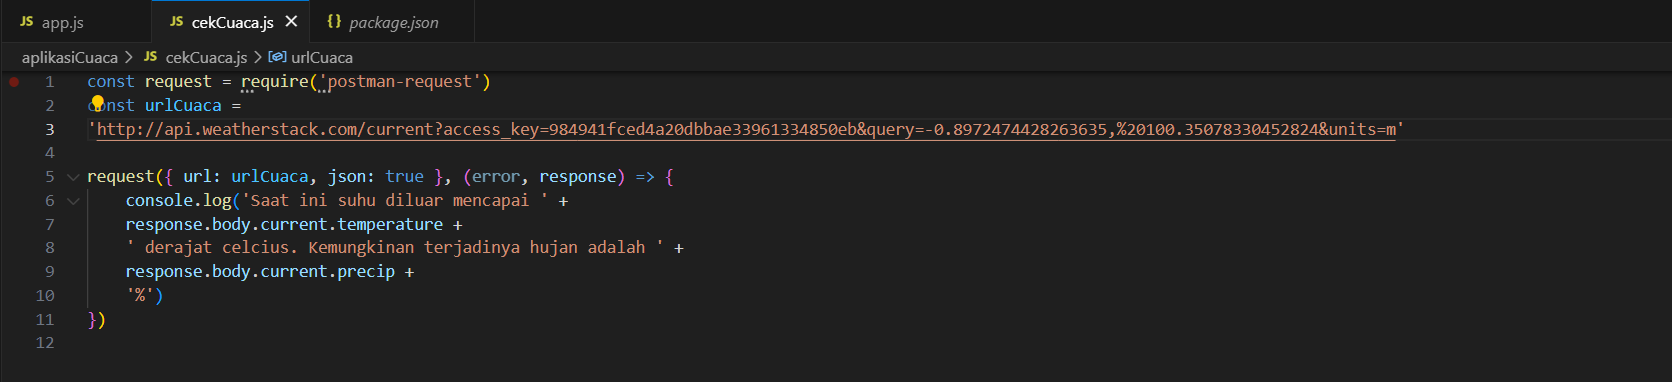 JS app.js JS cekCuaca.js × {} package.json
aplikasiCuaca > JS cekCuaca.js > urlCuaca
1 const request = require('postman-request')
2 const urlCuaca =
3 'http://api.weatherstack.com/current?access_key=984941fced4a20dbbae33961334850eb&query=-0.8972474428263635,%20100.35078330452824&units=m'
4
5 request({ url: urlCuaca, json: true }, (error, response) => {
6 console.log('Saat ini suhu diluar mencapai ' +
7 response.body.current.temperature +
8 ' derajat celcius. Kemungkinan terjadinya hujan adalah ' +
9 response.body.current.precip +
10 '%')
11 })
12